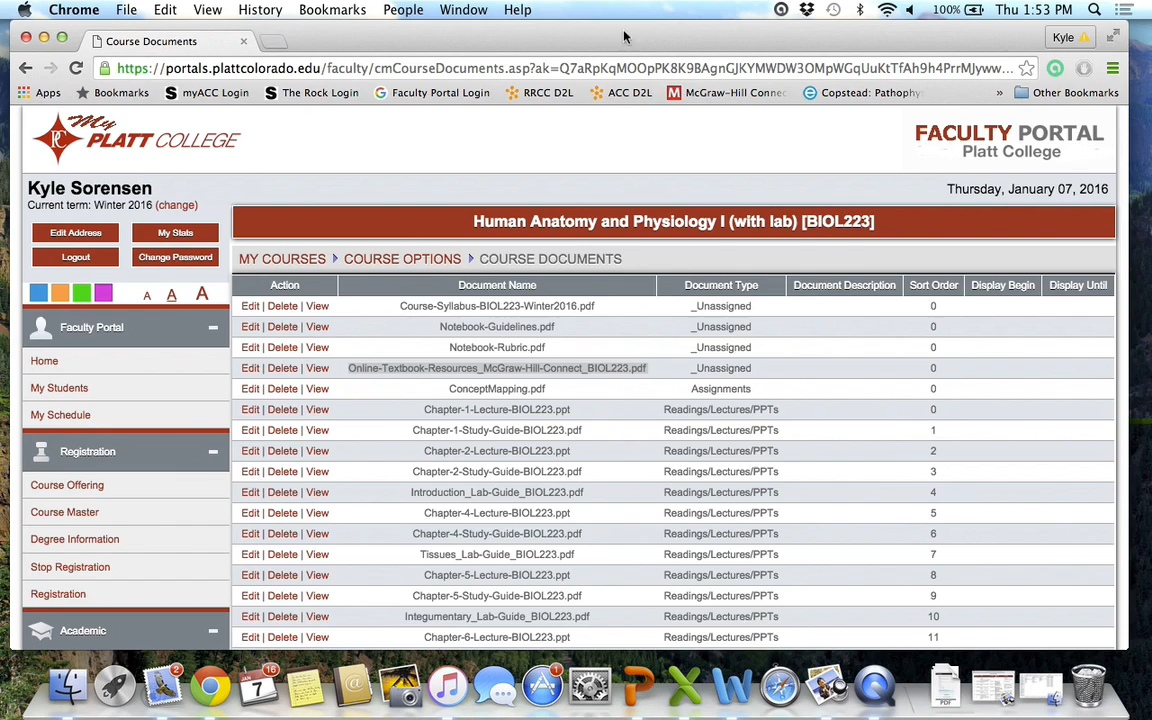 Chrome File Edit View History Bookmarks People Window Help 100% Thu 1:53 PM
Course Documents × Kyle
https://portals.plattcolorado.edu/faculty/cmCourseDocuments.asp?ak=Q7aRpKqMOOpPK8K9BAgnGJKYMWDW3OMpWGqUuKtTfAh9h4PrrMJyww...
Apps Bookmarks myACC Login The Rock Login Faculty Portal Login RRCC D2L ACC D2L McGraw-Hill Conne Copstead: Pathophy » Other Bookmarks
My
PC PLATT COLLEGE
FACULTY PORTAL
Platt College
Kyle Sorensen
Current term: Winter 2016 (change)
Thursday, January 07, 2016
Edit Address My Stats
Logout Change Password
A A A
Faculty Portal
Home
My Students
My Schedule
Registration
Course Offering
Course Master
Degree Information
Stop Registration
Registration
Academic
Human Anatomy and Physiology I (with lab) [BIOL223]
MY COURSES COURSE OPTIONS COURSE DOCUMENTS
Action Document Name Document Type Document Description Sort Order Display Begin Display Until
Edit | Delete | View Course-Syllabus-BIOL223-Winter2016.pdf _Unassigned 0
Edit | Delete | View Notebook-Guidelines.pdf _Unassigned 0
Edit | Delete | View Notebook-Rubric.pdf _Unassigned 0
Edit | Delete | View Online-Textbook-Resources_McGraw-Hill-Connect_BIOL223.pdf _Unassigned 0
Edit | Delete | View ConceptMapping.pdf Assignments 0
Edit | Delete | View Chapter-1-Lecture-BIOL223.ppt Readings/Lectures/PPTs 0
Edit | Delete | View Chapter-1-Study-Guide-BIOL223.pdf Readings/Lectures/PPTs 1
Edit | Delete | View Chapter-2-Lecture-BIOL223.ppt Readings/Lectures/PPTs 2
Edit | Delete | View Chapter-2-Study-Guide-BIOL223.pdf Readings/Lectures/PPTs 3
Edit | Delete | View Introduction_Lab-Guide_BIOL223.pdf Readings/Lectures/PPTs 4
Edit | Delete | View Chapter-4-Lecture-BIOL223.ppt Readings/Lectures/PPTs 5
Edit | Delete | View Chapter-4-Study-Guide-BIOL223.pdf Readings/Lectures/PPTs 6
Edit | Delete | View Tissues_Lab-Guide_BIOL223.pdf Readings/Lectures/PPTs 7
Edit | Delete | View Chapter-5-Lecture-BIOL223.ppt Readings/Lectures/PPTs 8
Edit | Delete | View Chapter-5-Study-Guide-BIOL223.pdf Readings/Lectures/PPTs 9
Edit | Delete | View Integumentary_Lab-Guide_BIOL223.pdf Readings/Lectures/PPTs 10
Edit | Delete | View Chapter-6-Lecture-BIOL223.ppt Readings/Lectures/PPTs 11
2 16 7 1 PDF